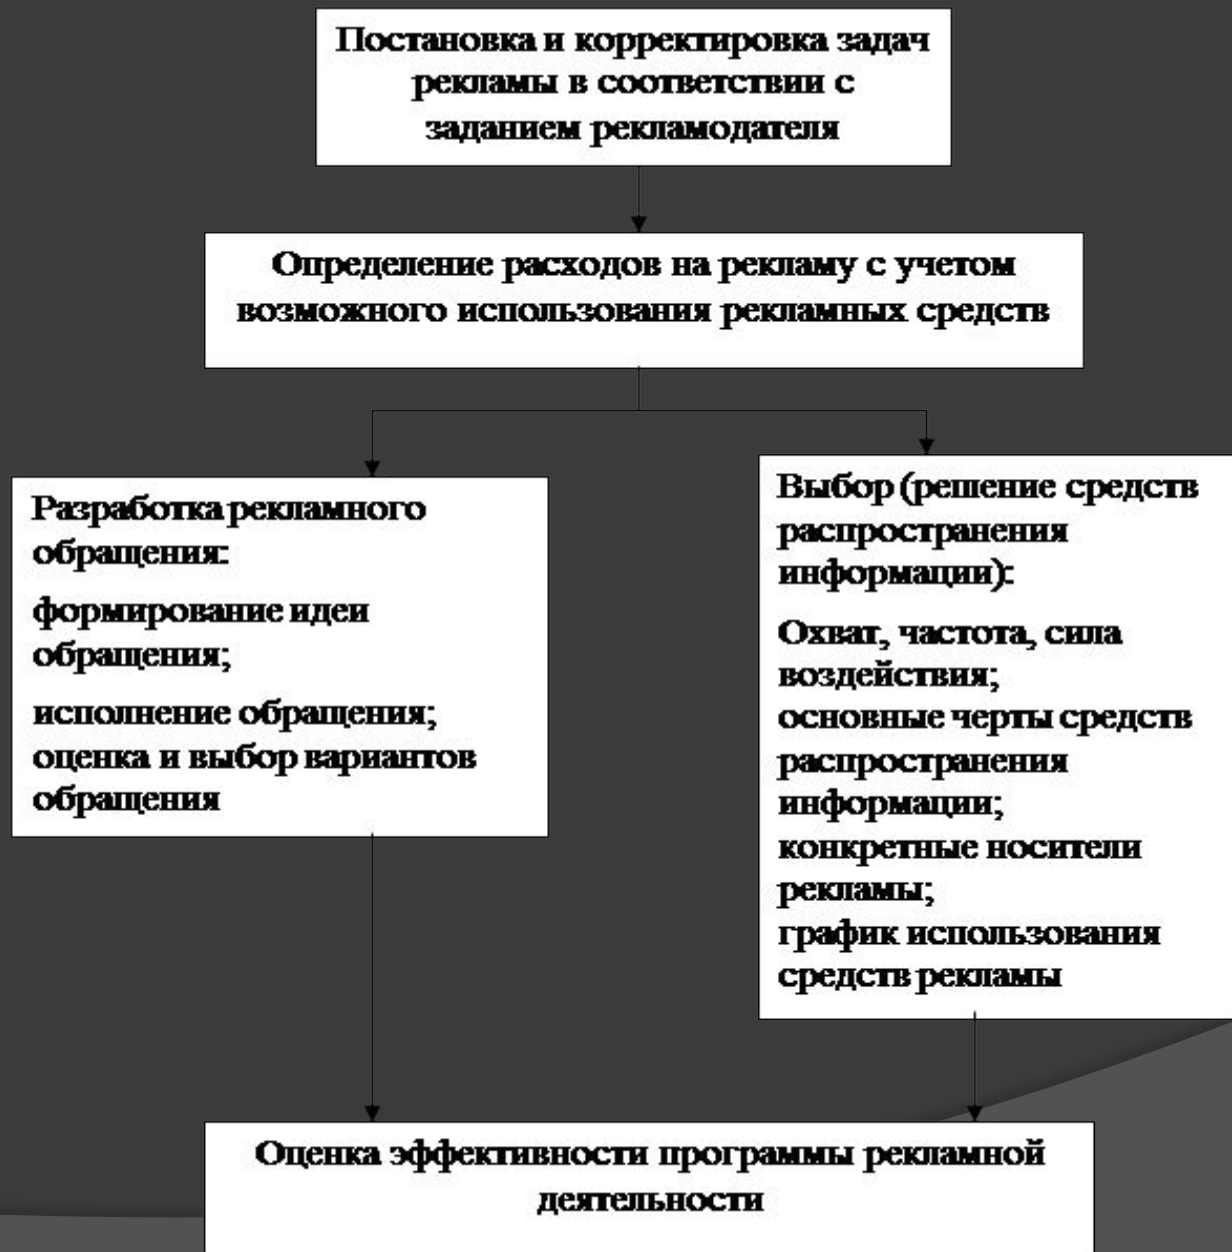 Постановка и корректировка задач
рекламы в соответствии с
заданием рекламодателя
Определение расходов на рекламу с учетом
возможного использования рекламных средств
Разработка рекламного
обращения:
формирование идеи
обращения;
исполнение обращения;
оценка и выбор вариантов
обращения
Выбор (решение средств
распространения
информации):
Охват, частота, сила
воздействия;
основные черты средств
распространения
информации;
конкретные носители
рекламы;
график использования
средств рекламы
Оценка эффективности программы рекламной
деятельности